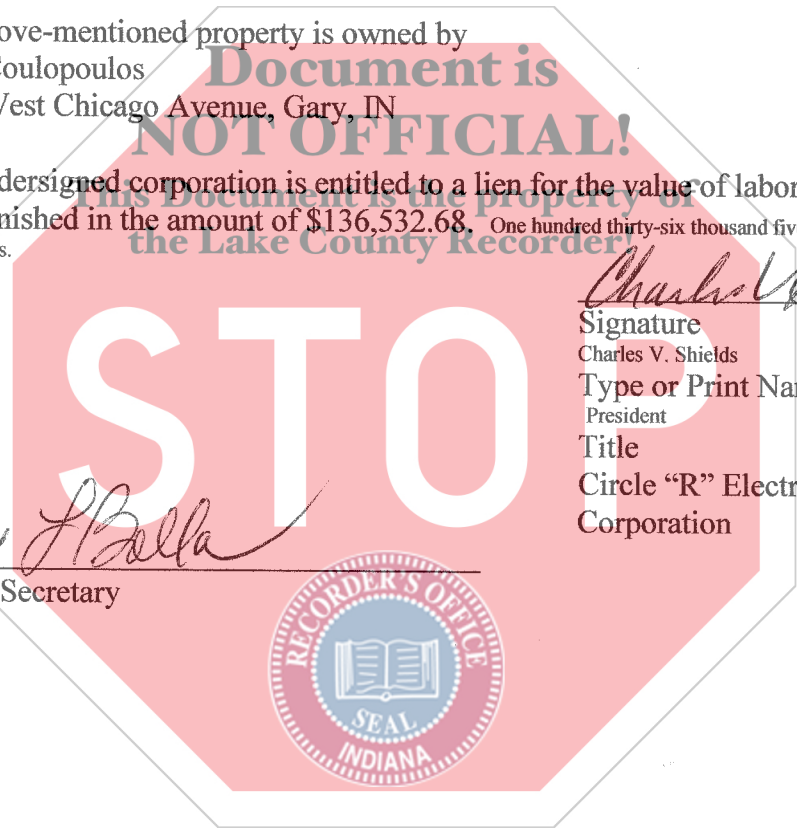 ove-mentioned property is owned by
Coulopoulos
West Chicago Avenue, Gary, IN
Document is
NOT OFFICIAL!
This Document is the property of
the Lake County Recorder!
dersigned corporation is entitled to a lien for the value of labor
nished in the amount of $136,532.68. One hundred thirty-six thousand five
s.
STOP
Signature
Charles V. Shields
Type or Print Nam
President
Title
Circle “R” Electr
Corporation
Secretary
RECORDER'S OFFICE
SEAL
INDIANA